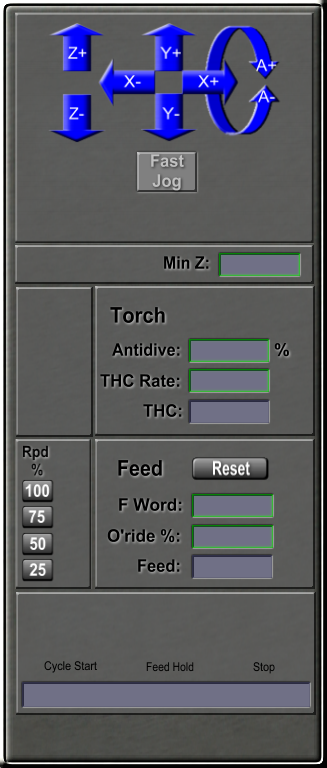 Z+ Y+ A+
X- X+
Z- Y- A-
Fast
Jog
Min Z:
Torch
Antidive: %
THC Rate:
THC:
Rpd
%
100
75
50
25
Feed Reset
F Word:
O'ride %:
Feed:
Cycle Start Feed Hold Stop